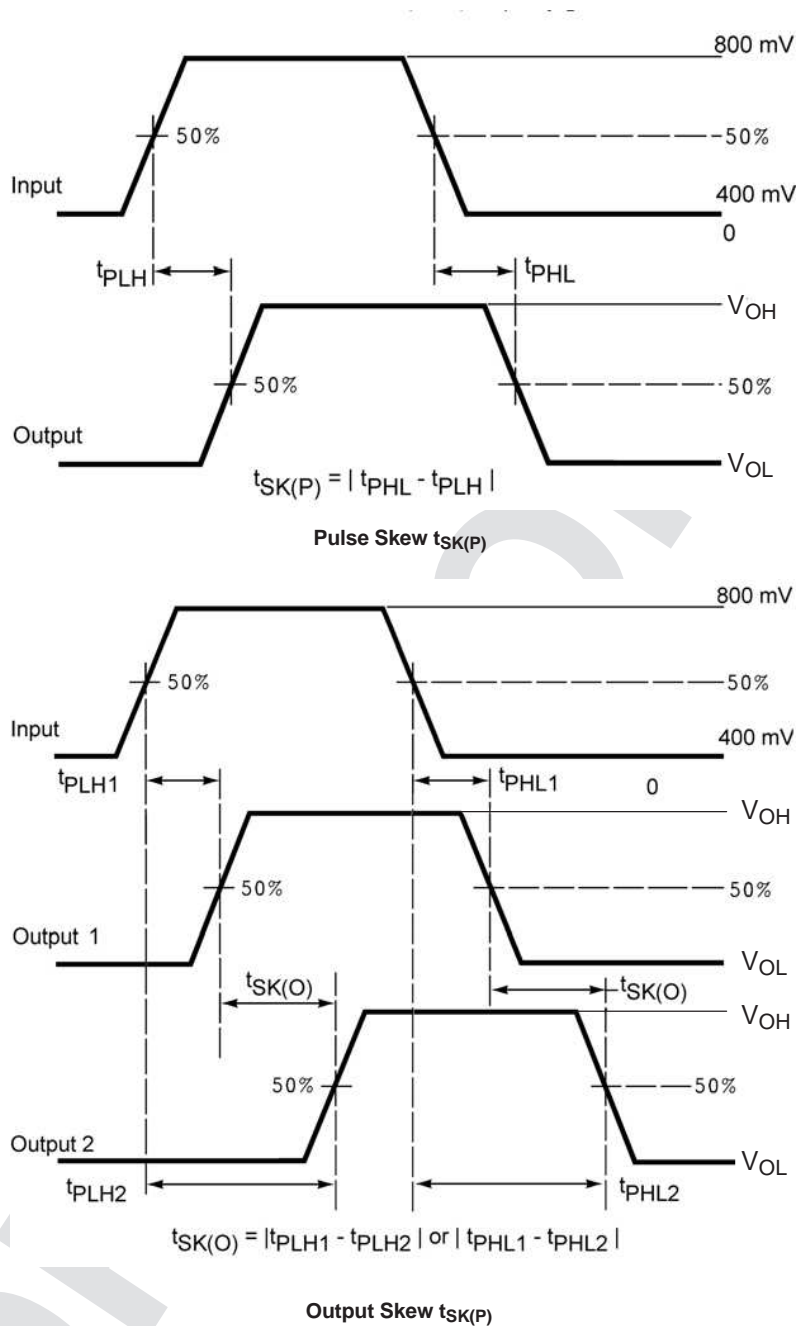 800 mV
50%
50%
Input
400 mV
0
tPLH
tPHL
VOH
50%
50%
Output
VOL
tSK(P) = | tPHL - tPLH |
Pulse Skew tSK(P)
800 mV
50%
50%
Input
400 mV
tPLH1
tPHL1
0
VOH
50%
50%
Output 1
VOL
tSK(O)
tSK(O)
VOH
50%
50%
Output 2
VOL
tPLH2
tPHL2
tSK(O) = |tPLH1 - tPLH2 | or | tPHL1 - tPHL2 |
Output Skew tSK(P)